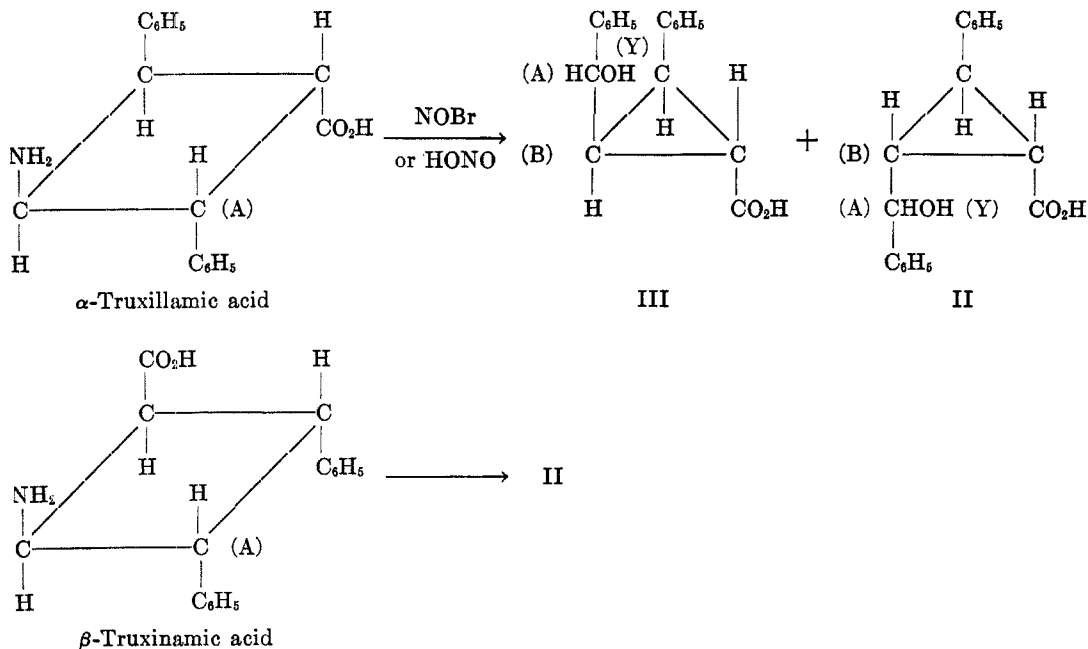 C₆H₅ H C₆H₅ C₆H₅
(Y)
(A) HCOH C H H C
C C H H
H CO₂H NOBr H
NH₂ H or HONO (B) C C + (B) C C
C C (A) H CO₂H (A) CHOH (Y) CO₂H
H C₆H₅ C₆H₅
α-Truxillamic acid III II
CO₂H H
C C
H C₆H₅ II
NH₂ H
C C (A)
H C₆H₅
β-Truxinamic acid